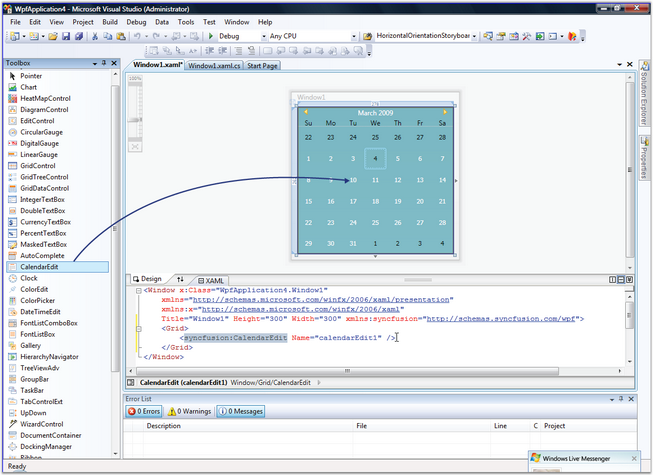 WpfApplication4 - Microsoft Visual Studio (Administrator)
File Edit View Project Build Debug Data Tools Test Window Help
Debug Any CPU HorizontalOrientationStoryboar
Toolbox
Window1.xaml* Window1.xaml.cs Start Page
Pointer
Chart
HeatMapControl
DiagramControl
EditControl
CircularGauge
DigitalGauge
LinearGauge
GridControl
GridTreeControl
GridDataControl
IntegerTextBox
DoubleTextBox
CurrencyTextBox
PercentTextBox
MaskedTextBox
AutoComplete
CalendarEdit
Clock
ColorEdit
ColorPicker
DateTimeEdit
FontListComboBox
FontListBox
Gallery
HierarchyNavigator
TreeViewAdv
GroupBar
TaskBar
TabControlExt
UpDown
WizardControl
DocumentContainer
DockingManager
Ribbon
100%
Window1
276
March 2009
Su Mo Tu We Th Fr Sa
22 23 24 25 26 27 28
1 2 3 4 5 6 7
8 9 10 11 12 13 14
15 16 17 18 19 20 21
22 23 24 25 26 27 28
29 30 31 1 2 3 4
Solution Explorer
Properties
Design XAML
<Window x:Class="WpfApplication4.Window1"
xmlns="http://schemas.microsoft.com/winfx/2006/xaml/presentation"
xmlns:x="http://schemas.microsoft.com/winfx/2006/xaml"
Title="Window1" Height="300" Width="300" xmlns:syncfusion="http://schemas.syncfusion.com/wpf">
<Grid>
<syncfusion:CalendarEdit Name="calendarEdit1" />
</Grid>
</Window>
CalendarEdit (calendarEdit1) Window/Grid/CalendarEdit
Error List
0 Errors 0 Warnings 0 Messages
Description File Line C Project
Windows Live Messenger
Ready